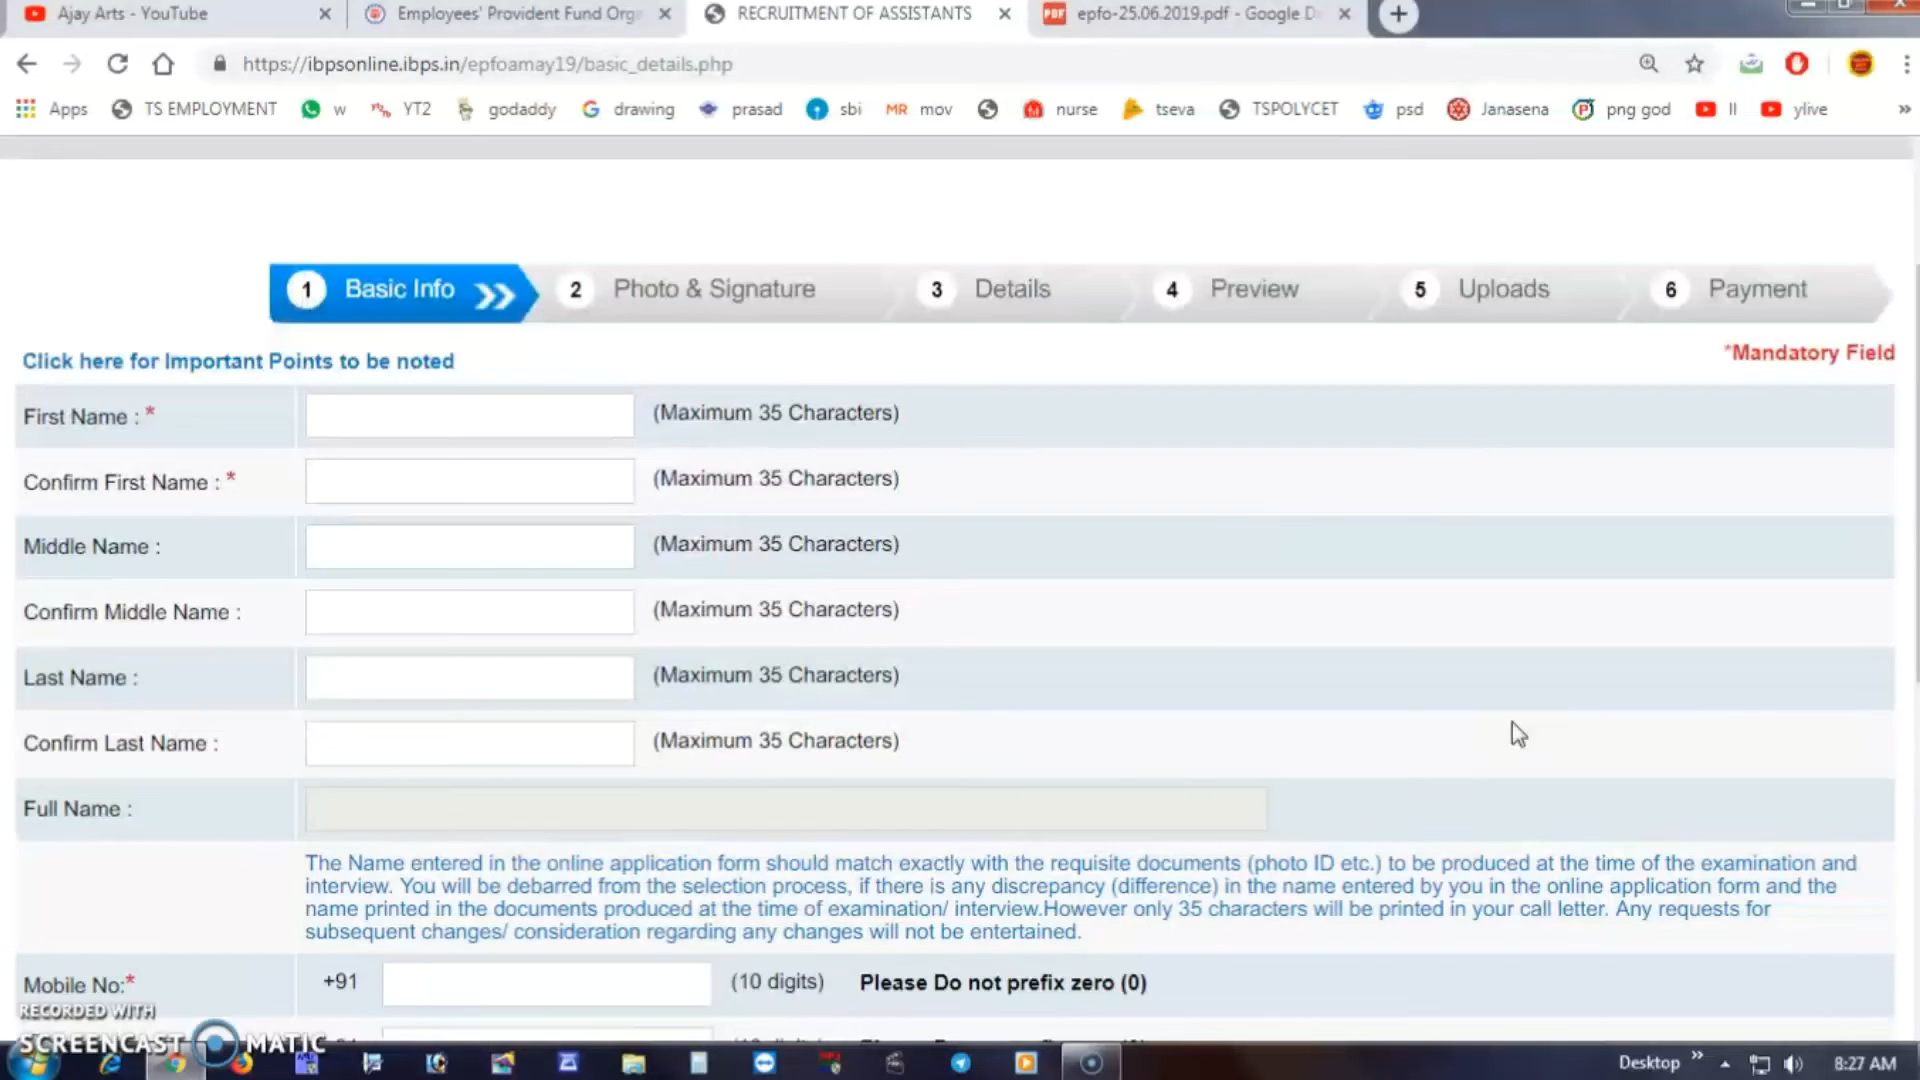 Ajay Arts - YouTube
Employees' Provident Fund Orga
RECRUITMENT OF ASSISTANTS
PDF epfo-25.06.2019.pdf - Google D
https://ibpsonline.ibps.in/epfoamay19/basic_details.php
Apps TS EMPLOYMENT w YT2 godaddy drawing prasad sbi MR mov nurse tseva TSPOLYCET psd Janasena png god ll ylive »
1 Basic Info 2 Photo & Signature 3 Details 4 Preview 5 Uploads 6 Payment
Click here for Important Points to be noted
*Mandatory Field
First Name : * (Maximum 35 Characters)
Confirm First Name : * (Maximum 35 Characters)
Middle Name : (Maximum 35 Characters)
Confirm Middle Name : (Maximum 35 Characters)
Last Name : (Maximum 35 Characters)
Confirm Last Name : (Maximum 35 Characters)
Full Name :
The Name entered in the online application form should match exactly with the requisite documents (photo ID etc.) to be produced at the time of the examination and
interview. You will be debarred from the selection process, if there is any discrepancy (difference) in the name entered by you in the online application form and the
name printed in the documents produced at the time of examination/ interview.However only 35 characters will be printed in your call letter. Any requests for
subsequent changes/ consideration regarding any changes will not be entertained.
Mobile No:* +91 (10 digits) Please Do not prefix zero (0)
RECORDED WITH
SCREENCAST MATIC
Desktop » 8:27 AM